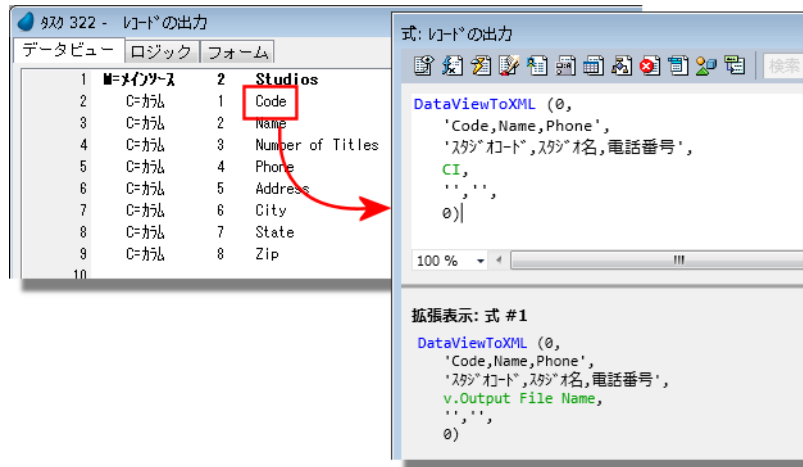 ﾀｽｸ 322 - ﾚｺｰﾄﾞの出力
データビュー ロジック フォーム
1 M=ﾒｲﾝｿｰｽ 2 Studios
2 C=ｶﾗﾑ 1 Code
3 C=ｶﾗﾑ 2 Name
4 C=ｶﾗﾑ 3 Number of Titles
5 C=ｶﾗﾑ 4 Phone
6 C=ｶﾗﾑ 5 Address
7 C=ｶﾗﾑ 6 City
8 C=ｶﾗﾑ 7 State
9 C=ｶﾗﾑ 8 Zip
10
式: ﾚｺｰﾄﾞの出力
検索
DataViewToXML (0,
'Code,Name,Phone',
'ｽﾀｼﾞｵｺｰﾄﾞ,ｽﾀｼﾞｵ名,電話番号',
CI,
'','',
0)
100 %
拡張表示: 式 #1
DataViewToXML (0,
'Code,Name,Phone',
'ｽﾀｼﾞｵｺｰﾄﾞ,ｽﾀｼﾞｵ名,電話番号',
v.Output File Name,
'','',
0)